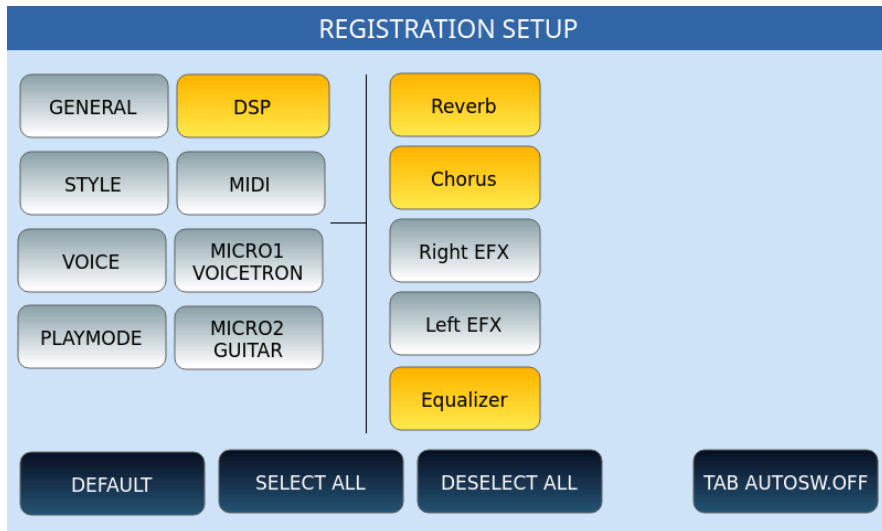 REGISTRATION SETUP
GENERAL
DSP
STYLE
MIDI
VOICE
MICRO1
VOICETRON
PLAYMODE
MICRO2
GUITAR
Reverb
Chorus
Right EFX
Left EFX
Equalizer
DEFAULT
SELECT ALL
DESELECT ALL
TAB AUTOSW.OFF